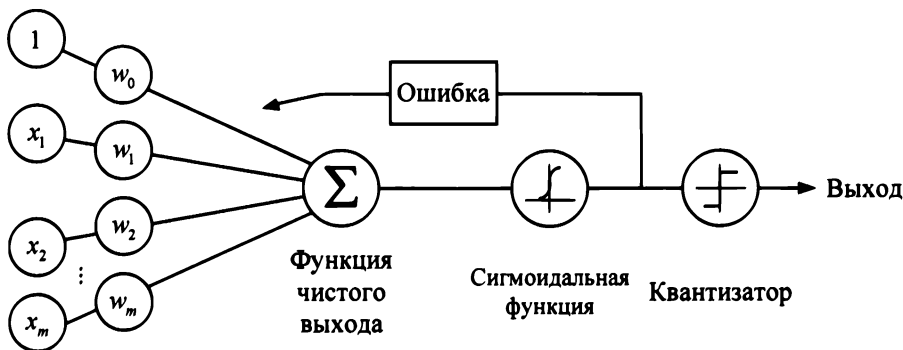 1
w₀
Ошибка
x₁
w₁
Σ
Выход
x₂
w₂
⋮
xₘ
wₘ
Функция
чистого
выхода
Сигмоидальная
функция
Квантизатор